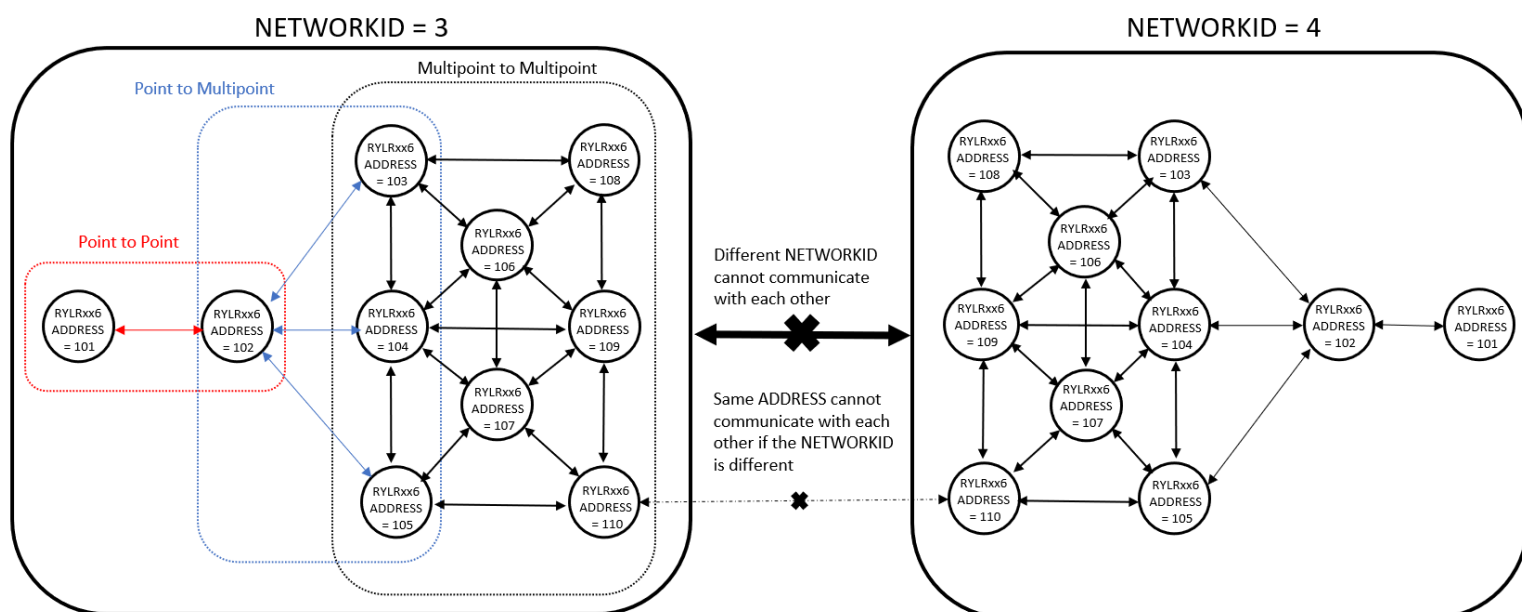 NETWORKID = 3
NETWORKID = 4
Multipoint to Multipoint
Point to Multipoint
Point to Point
RYLRxx6
ADDRESS
= 103
RYLRxx6
ADDRESS
= 108
RYLRxx6
ADDRESS
= 106
RYLRxx6
ADDRESS
= 101
RYLRxx6
ADDRESS
= 102
RYLRxx6
ADDRESS
= 104
RYLRxx6
ADDRESS
= 109
RYLRxx6
ADDRESS
= 107
RYLRxx6
ADDRESS
= 105
RYLRxx6
ADDRESS
= 110
Different NETWORKID
cannot communicate
with each other
Same ADDRESS cannot
communicate with each
other if the NETWORKID
is different
RYLRxx6
ADDRESS
= 108
RYLRxx6
ADDRESS
= 103
RYLRxx6
ADDRESS
= 106
RYLRxx6
ADDRESS
= 109
RYLRxx6
ADDRESS
= 104
RYLRxx6
ADDRESS
= 102
RYLRxx6
ADDRESS
= 101
RYLRxx6
ADDRESS
= 107
RYLRxx6
ADDRESS
= 110
RYLRxx6
ADDRESS
= 105